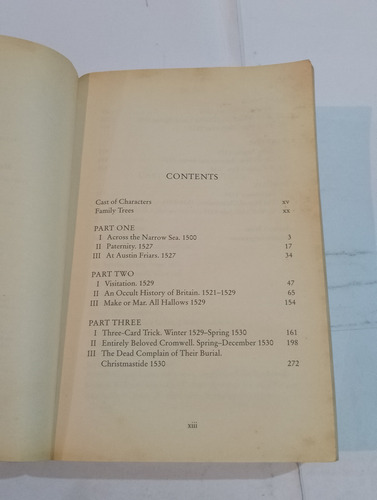 CONTENTS
Cast of Characters xv
Family Trees xx
PART ONE
I Across the Narrow Sea. 1500 3
II Paternity. 1527 17
III At Austin Friars. 1527 34
PART TWO
I Visitation. 1529 47
II An Occult History of Britain. 1521–1529 65
III Make or Mar. All Hallows 1529 154
PART THREE
I Three-Card Trick. Winter 1529–Spring 1530 161
II Entirely Beloved Cromwell. Spring–December 1530 198
III The Dead Complain of Their Burial.
Christmastide 1530 272
xiii